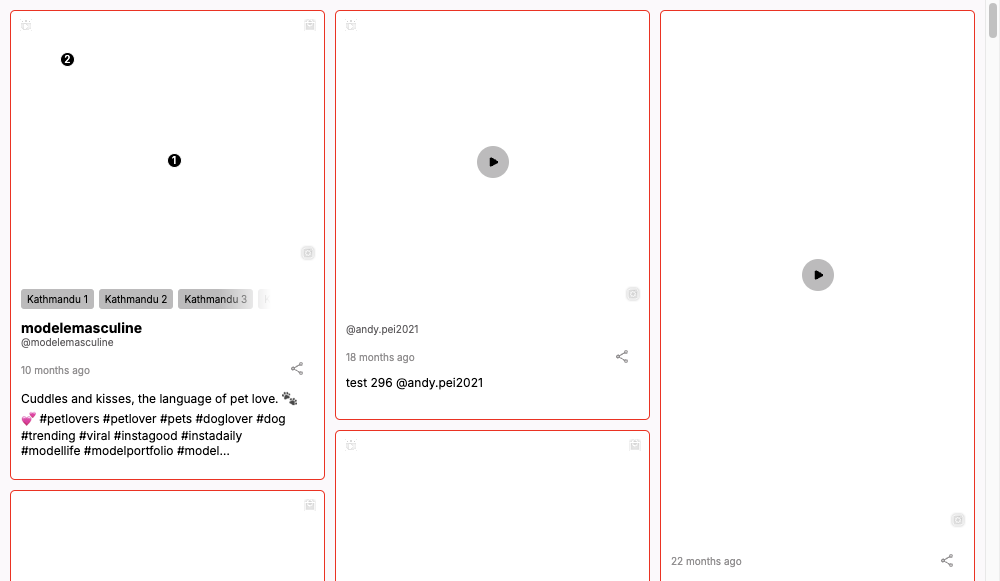 2
1
Kathmandu 1
Kathmandu 2
Kathmandu 3
modelemasculine
@modelemasculine
10 months ago
Cuddles and kisses, the language of pet love. 🐾
💕 #petlovers #petlover #pets #doglover #dog
#trending #viral #instagood #instadaily
#modellife #modelportfolio #model...
@andy.pei2021
18 months ago
test 296 @andy.pei2021
22 months ago